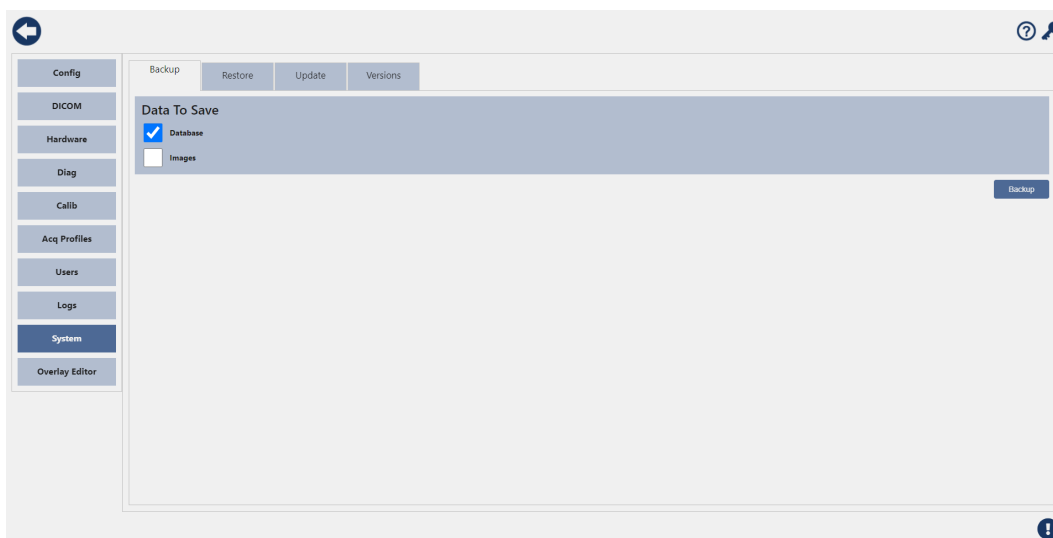 Config
DICOM
Hardware
Diag
Calib
Acq Profiles
Users
Logs
System
Overlay Editor
Backup Restore Update Versions
Data To Save
Database
Images
Backup